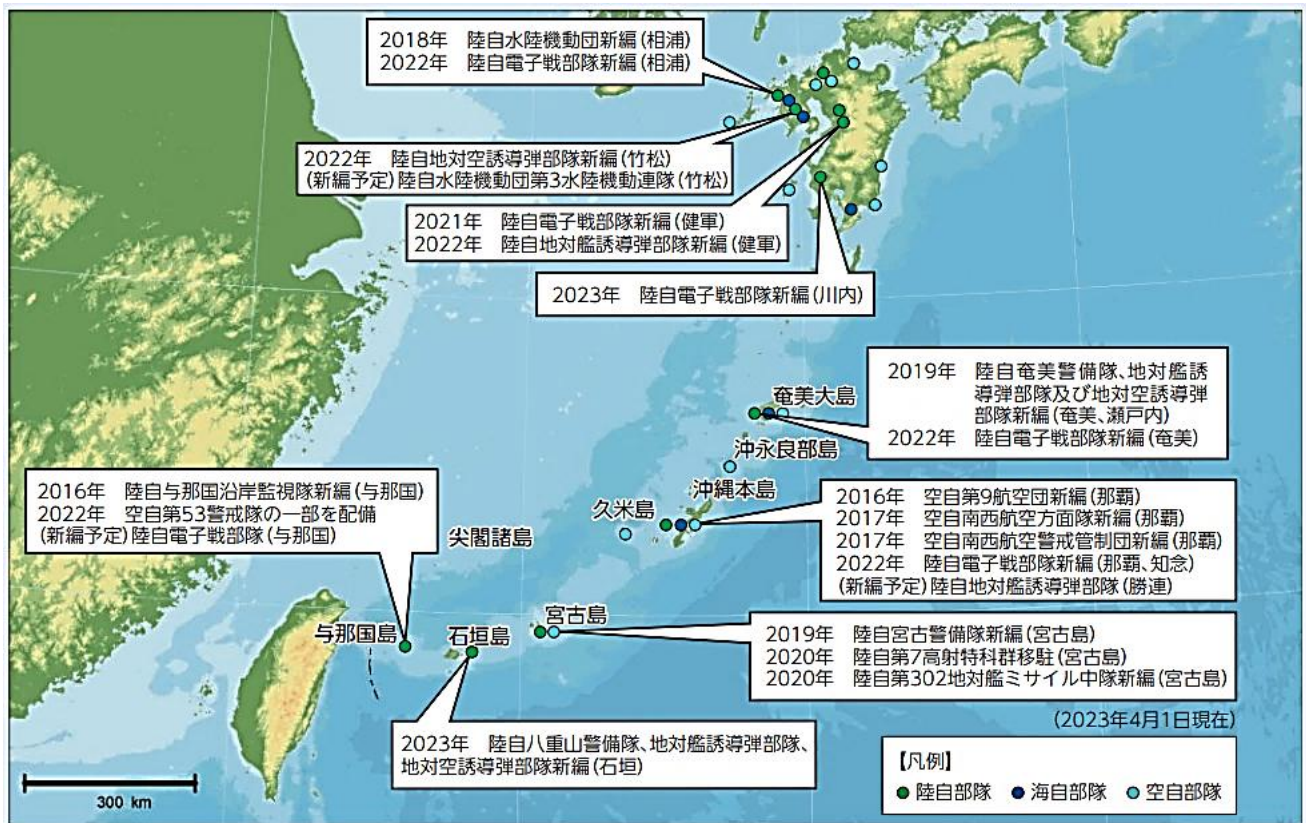 2018年 陸自水陸機動団新編(相浦)
2022年 陸自電子戦部隊新編(相浦)
2022年 陸自地対空誘導弾部隊新編(竹松)
(新編予定)陸自水陸機動団第3水陸機動連隊(竹松)
2021年 陸自電子戦部隊新編(健軍)
2022年 陸自地対艦誘導弾部隊新編(健軍)
2023年 陸自電子戦部隊新編(川内)
2019年 陸自奄美警備隊、地対艦誘
導弾部隊及び地対空誘導弾
部隊新編(奄美、瀬戸内)
2022年 陸自電子戦部隊新編(奄美)
奄美大島
沖永良部島
沖縄本島
久米島
尖閣諸島
2016年 陸自与那国沿岸監視隊新編(与那国)
2022年 空自第53警戒隊の一部を配備
(新編予定)陸自電子戦部隊(与那国)
2016年 空自第9航空団新編(那覇)
2017年 空自南西航空方面隊新編(那覇)
2017年 空自南西航空警戒管制団新編(那覇)
2022年 陸自電子戦部隊新編(那覇、知念)
(新編予定)陸自地対艦誘導弾部隊(勝連)
宮古島
与那国島
石垣島
2019年 陸自宮古警備隊新編(宮古島)
2020年 陸自第7高射特科群移駐(宮古島)
2020年 陸自第302地対艦ミサイル中隊新編(宮古島)
(2023年4月1日現在)
2023年 陸自八重山警備隊、地対艦誘導弾部隊、
地対空誘導弾部隊新編(石垣)
【凡例】
陸自部隊 海自部隊 空自部隊
300 km